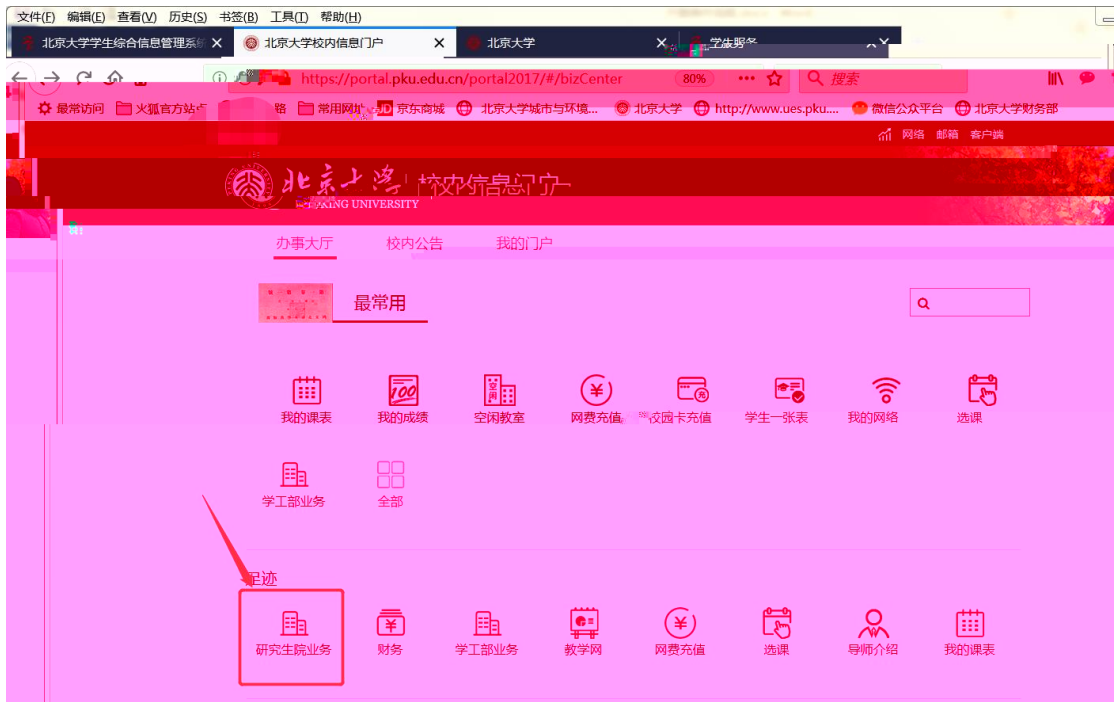 文件(F) 编辑(E) 查看(V) 历史(S) 书签(B) 工具(T) 帮助(H)
北京大学学生综合信息管理系统 北京大学校内信息门户 北京大学
https://portal.pku.edu.cn/portal2017/#/bizCenter 80% 搜索
最常访问 火狐官方站点 常用网址 JD 京东商城 北京大学城市与环境... 北京大学 http://www.ues.pku.... 微信公众平台 北京大学财务部
网络 邮箱 客户端
北京大学 校内信息门户
PEKING UNIVERSITY
办事大厅 校内公告 我的门户
最常用
我的课表 我的成绩 空闲教室 网费充值 校园卡充值 学生一张表 我的网络 选课
学工部业务 全部
足迹
研究生院业务 财务 学工部业务 教学网 网费充值 选课 导师介绍 我的课表